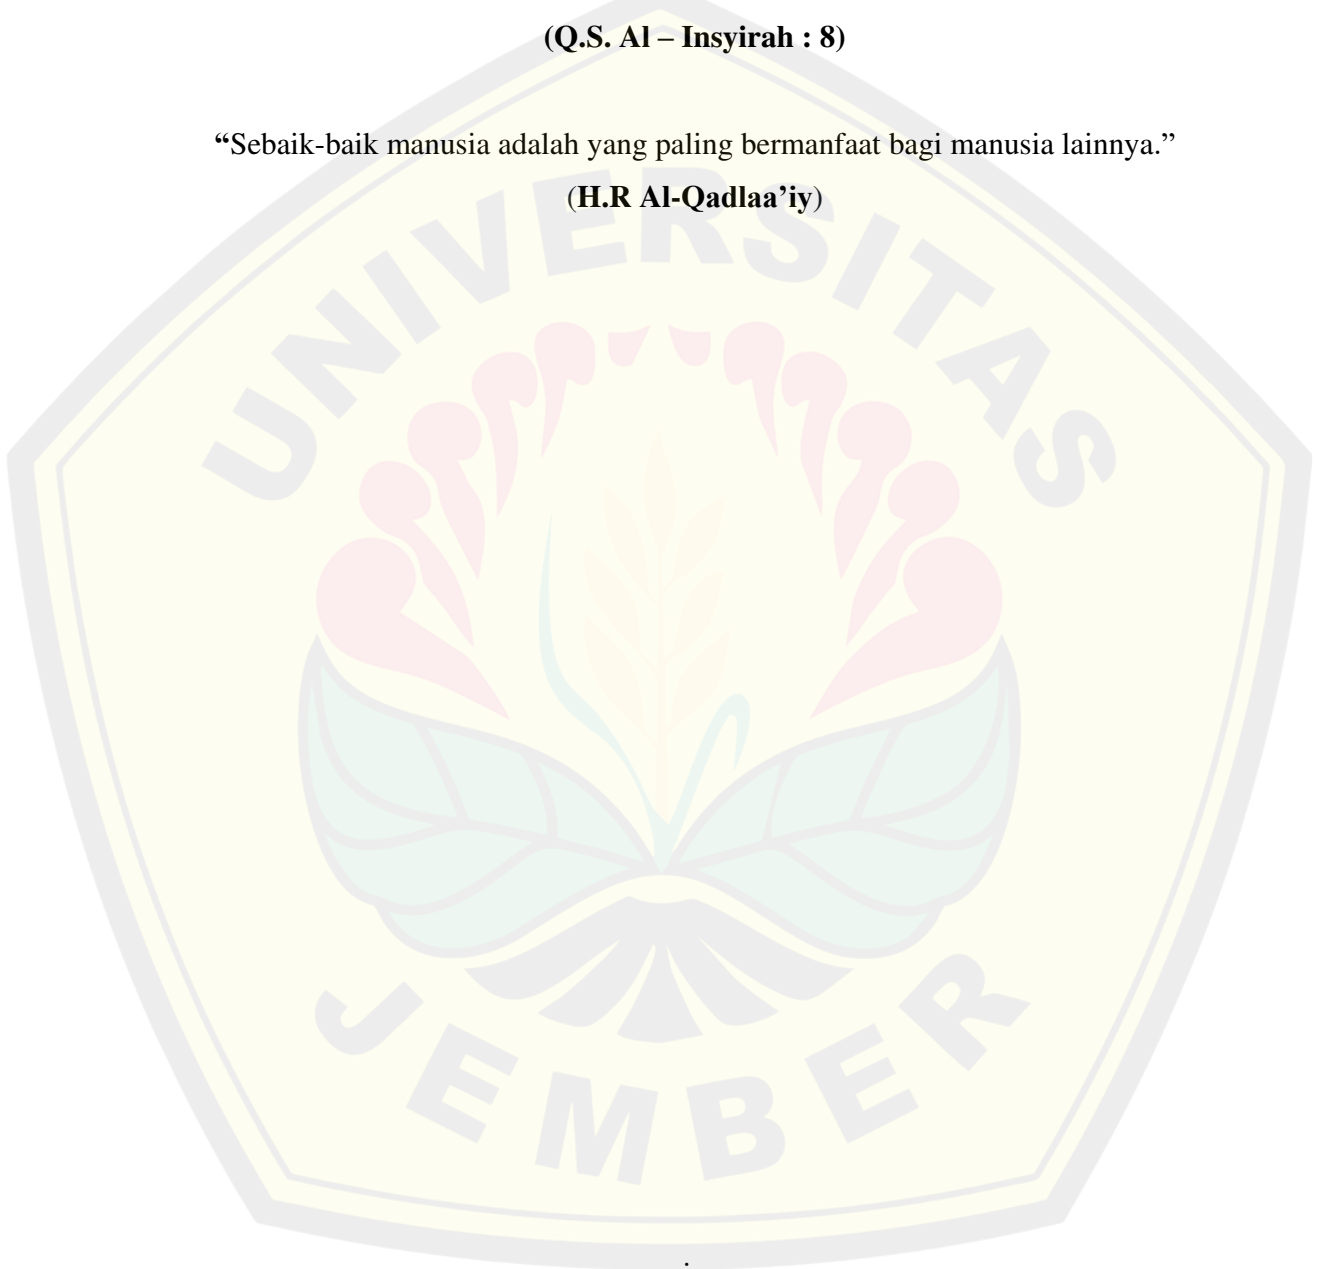 (Q.S. Al – Insyirah : 8)
“Sebaik-baik manusia adalah yang paling bermanfaat bagi manusia lainnya.”
(H.R Al-Qadlaa’iy)
UNIVERSITAS
JEMBER
.